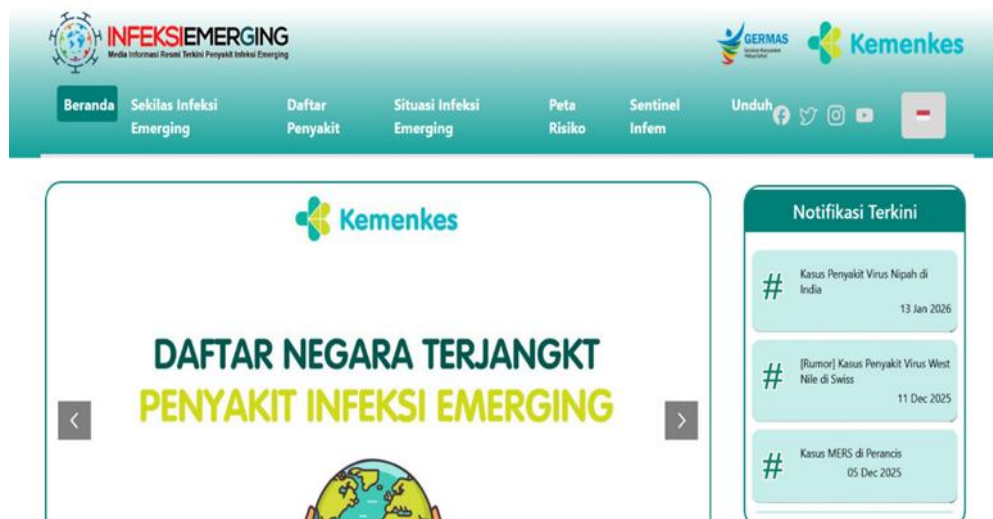 INFEKSIEMERGING
Media Informasi Resmi Terkini Penyakit Infeksi Emerging
GERMAS
Kemenkes
Beranda
Sekilas Infeksi
Emerging
Daftar
Penyakit
Situasi Infeksi
Emerging
Peta
Risiko
Sentinel
Infem
Unduh
Kemenkes
DAFTAR NEGARA TERJANGKT
PENYAKIT INFEKSI EMERGING
Notifikasi Terkini
# Kasus Penyakit Virus Nipah di
India
13 Jan 2026
# [Rumor] Kasus Penyakit Virus West
Nile di Swiss
11 Dec 2025
# Kasus MERS di Perancis
05 Dec 2025